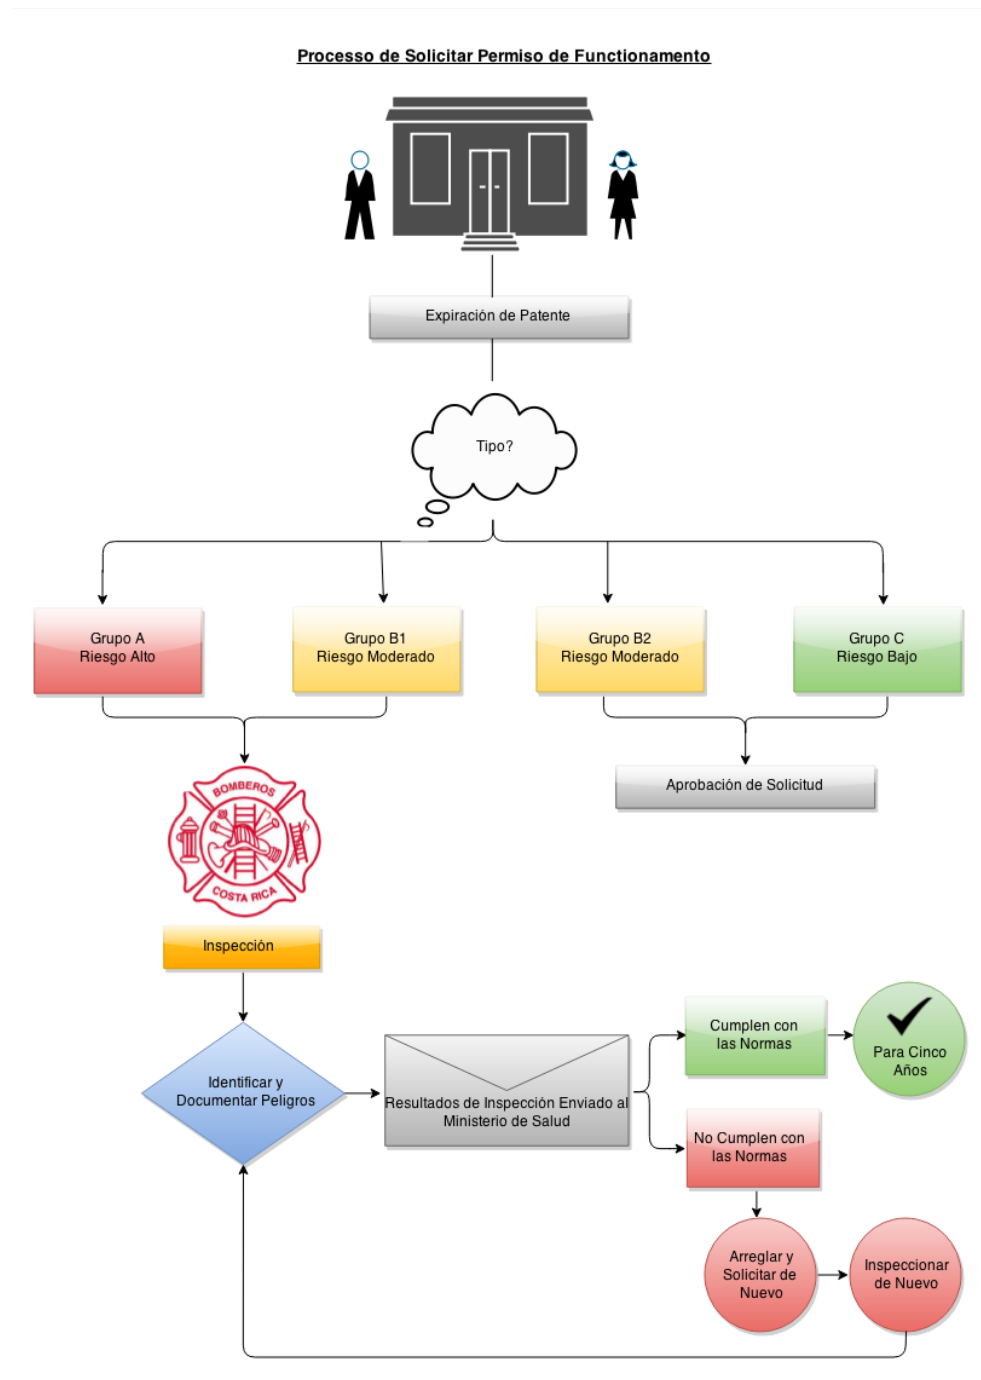 Processo de Solicitar Permiso de Functionamento
Expiración de Patente
Tipo?
Grupo A
Riesgo Alto
Grupo B1
Riesgo Moderado
Grupo B2
Riesgo Moderado
Grupo C
Riesgo Bajo
Aprobación de Solicitud
BOMBEROS
COSTA RICA
Inspección
Identificar y
Documentar Peligros
Resultados de Inspección Enviado al
Ministerio de Salud
Cumplen con
las Normas
Para Cinco
Años
No Cumplen con
las Normas
Arreglar y
Solicitar de
Nuevo
Inspeccionar
de Nuevo